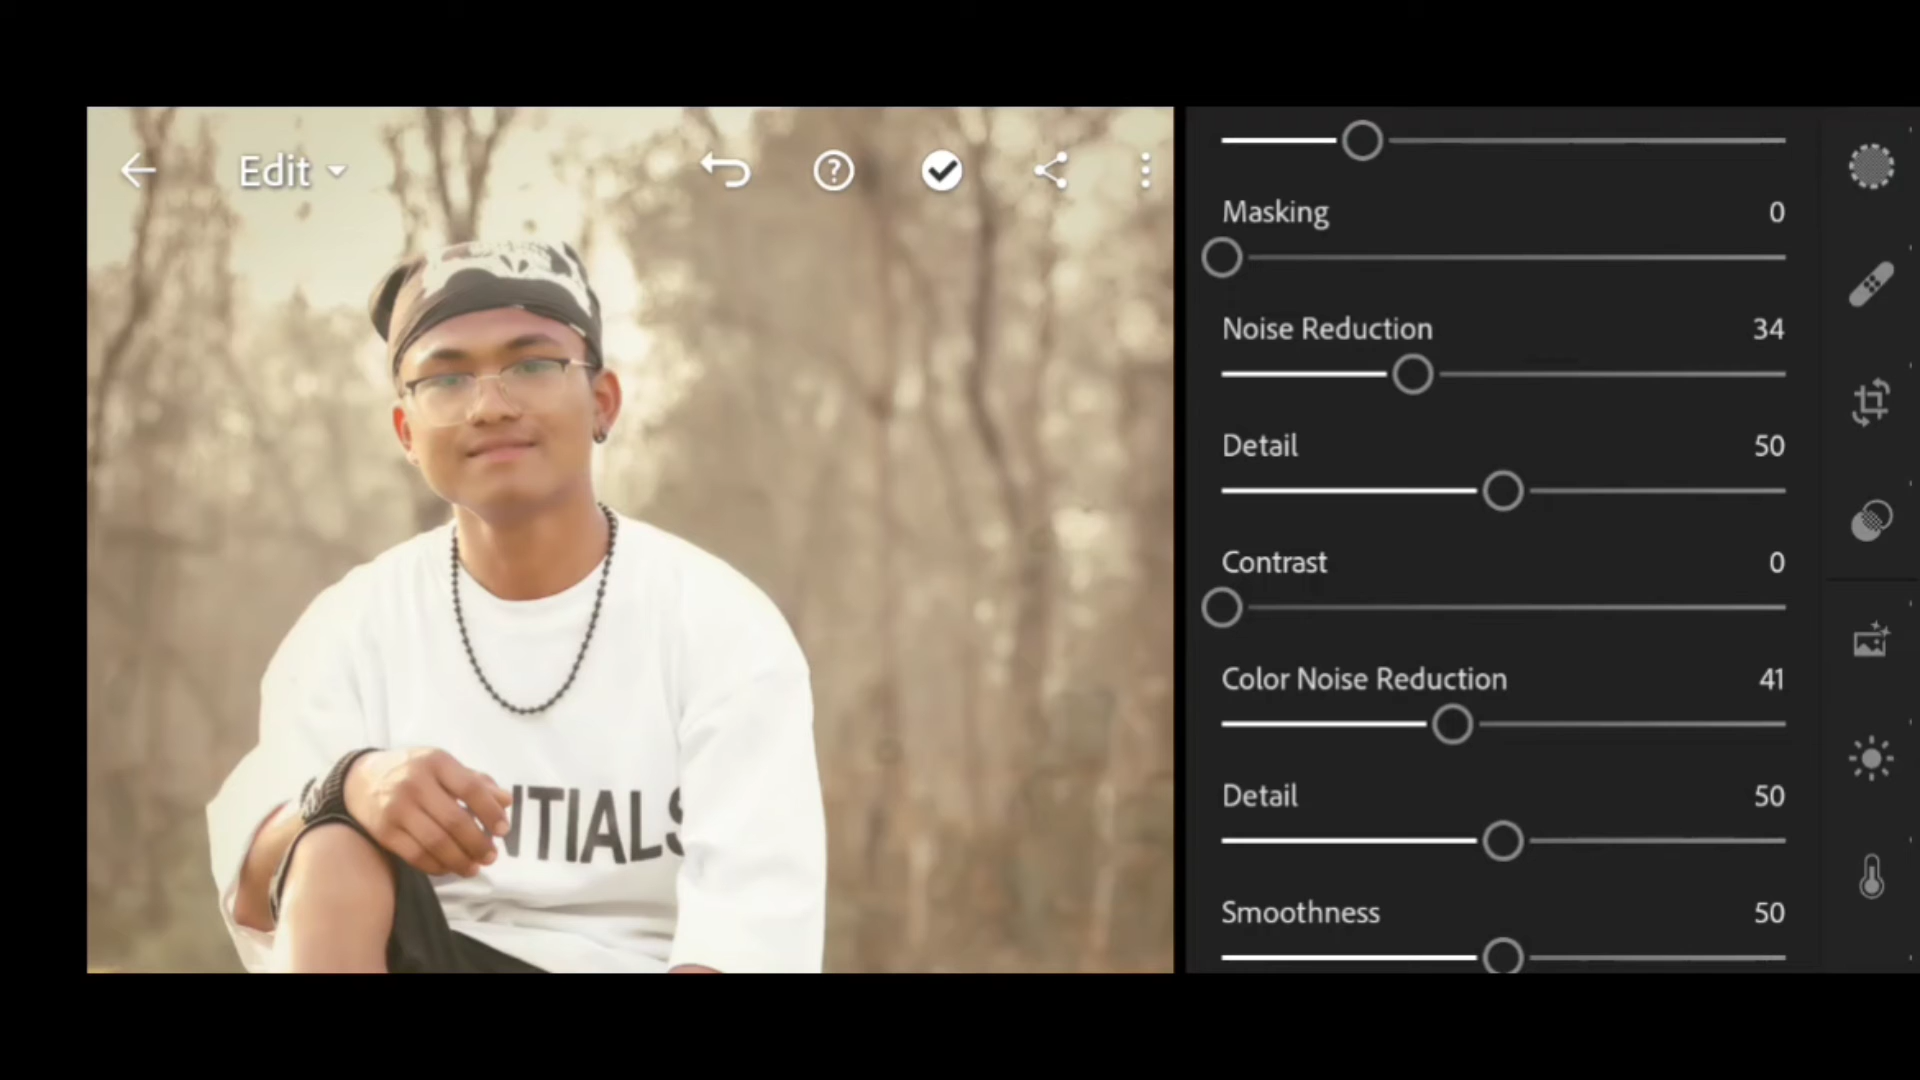 Edit
Masking 0
Noise Reduction 34
Detail 50
Contrast 0
Color Noise Reduction 41
Detail 50
Smoothness 50
NTIALS